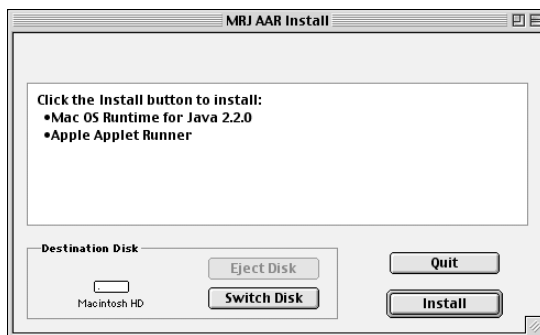 MRJ AAR Install
Click the Install button to install:
•Mac OS Runtime for Java 2.2.0
•Apple Applet Runner
Destination Disk
Eject Disk
Quit
Macintosh HD
Switch Disk
Install